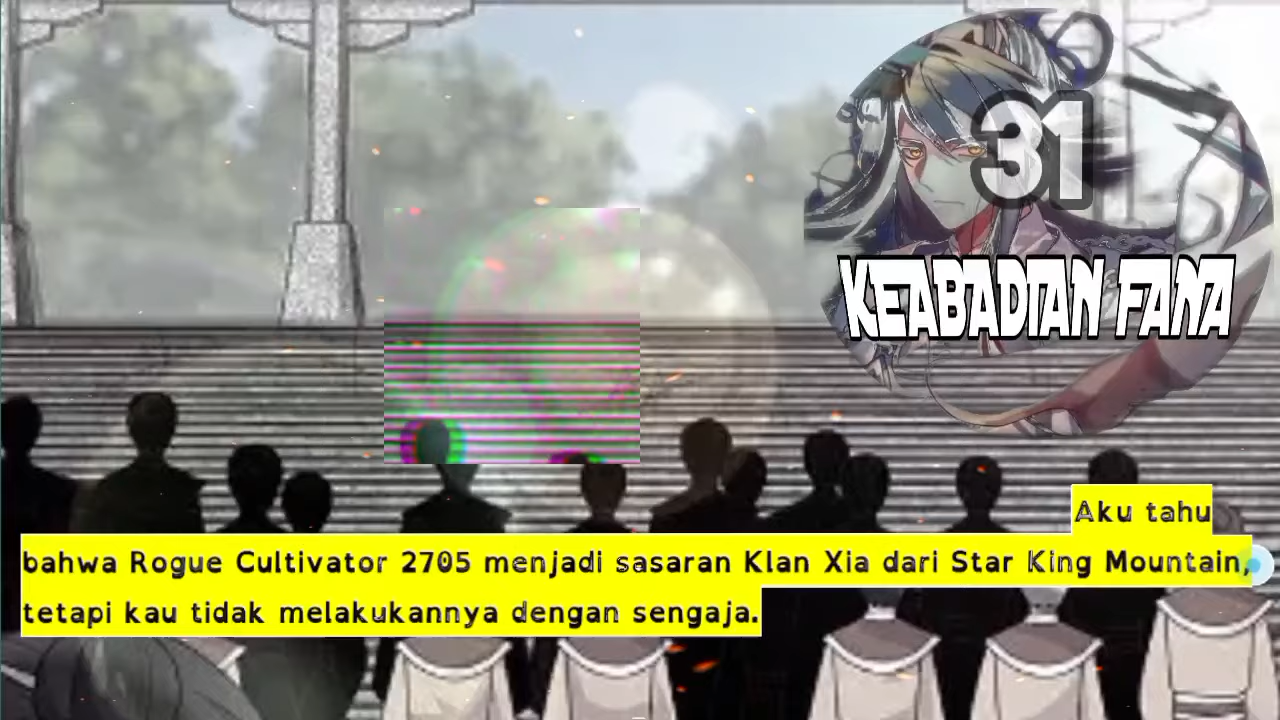 31
KEABADIAN FANA
Aku tahu
bahwa Rogue Cultivator 2705 menjadi sasaran Klan Xia dari Star King Mountain,
tetapi kau tidak melakukannya dengan sengaja.